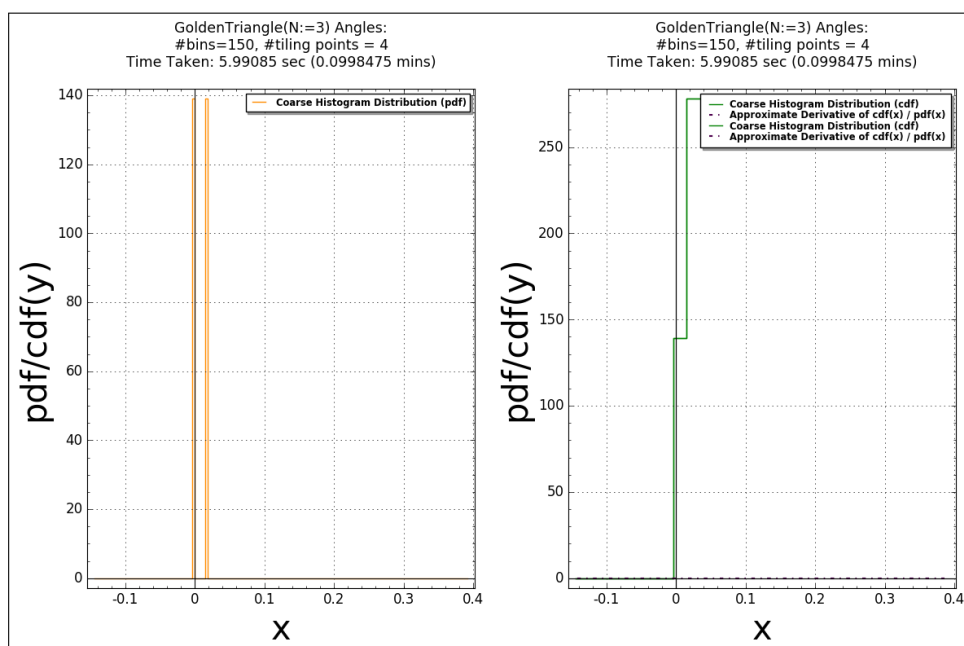 GoldenTriangle(N:=3) Angles:
#bins=150, #tiling points = 4
Time Taken: 5.99085 sec (0.0998475 mins)
Coarse Histogram Distribution (pdf)
140
120
100
80
60
40
20
0
-0.1
0
0.1
0.2
0.3
0.4
pdf/cdf(y)
x
GoldenTriangle(N:=3) Angles:
#bins=150, #tiling points = 4
Time Taken: 5.99085 sec (0.0998475 mins)
Coarse Histogram Distribution (cdf)
Approximate Derivative of cdf(x) / pdf(x)
Coarse Histogram Distribution (cdf)
Approximate Derivative of cdf(x) / pdf(x)
250
200
150
100
50
0
-0.1
0
0.1
0.2
0.3
0.4
pdf/cdf(y)
x